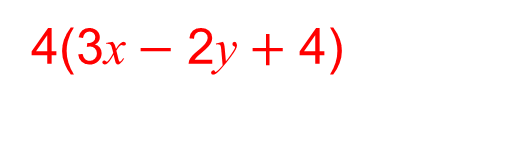 4(3x − 2y + 4)